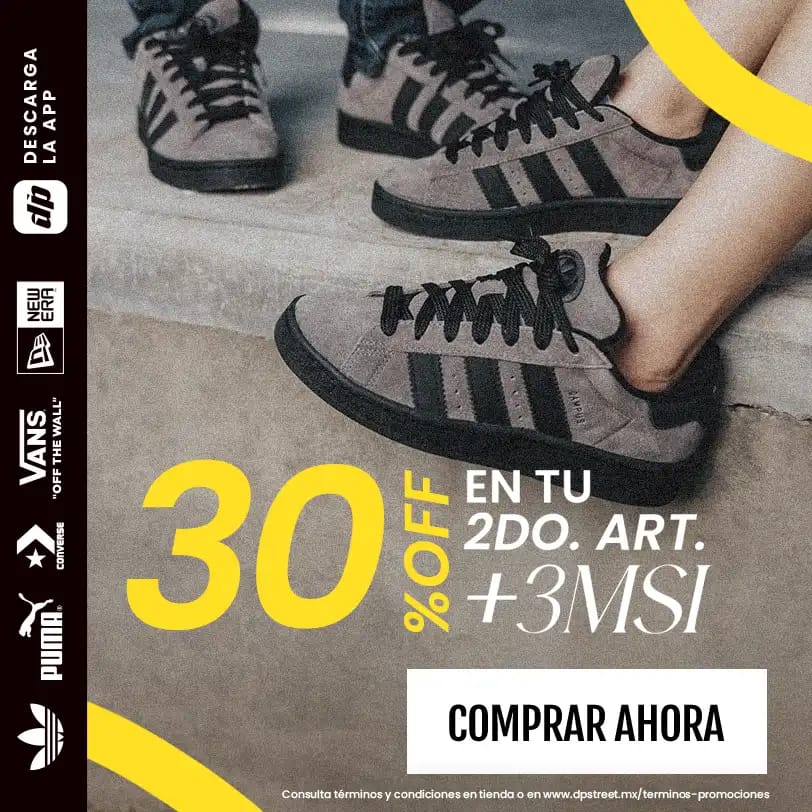 DESCARGA
LA APP
dp
NEW
ERA
VANS
"OFF THE WALL"
CONVERSE
PUMA
CAMPUS
30
%OFF
EN TU
2DO. ART.
+3MSI
COMPRAR AHORA
Consulta términos y condiciones en tienda o en www.dpstreet.mx/terminos-promociones